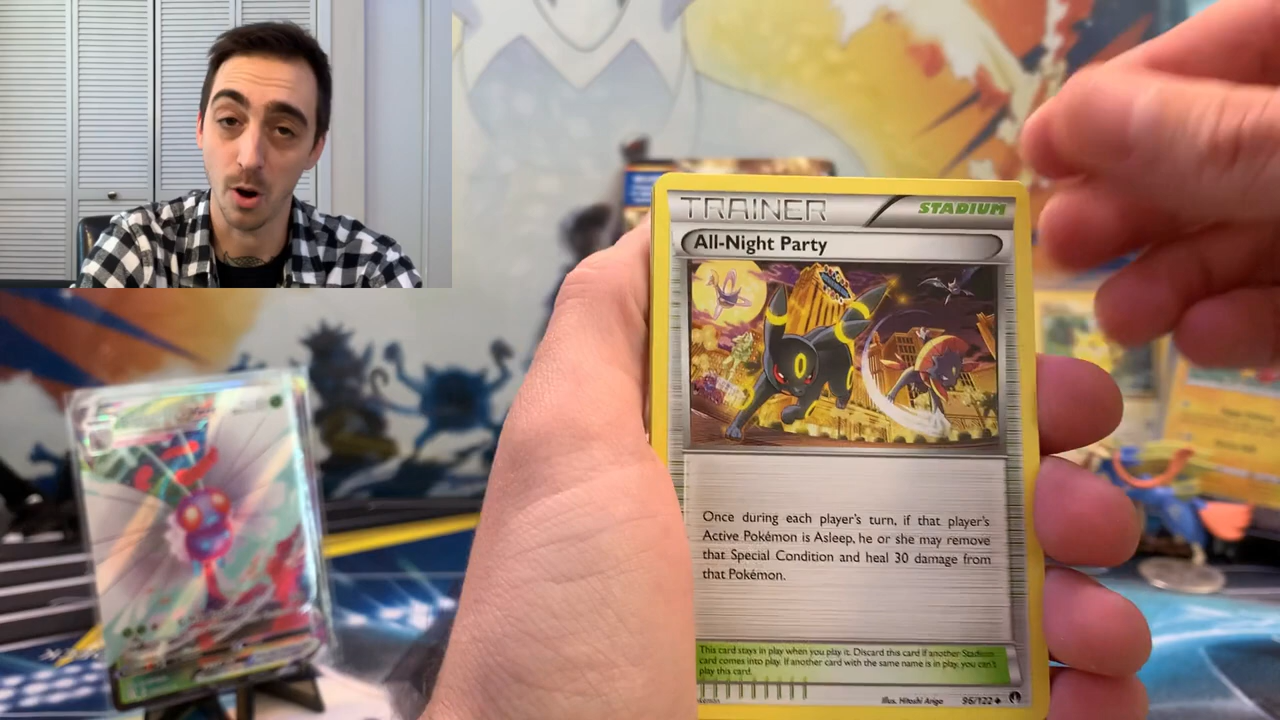 TRAINER
STADIUM
All-Night Party
Once during each player's turn, if that player's
Active Pokémon is Asleep, he or she may remove
that Special Condition and heal 30 damage from
that Pokémon.
This card stays in play when you play it. Discard this card if another Stadium
card comes into play. If another card with the same name is in play, you can't
play this card.
Illus. Hitoshi Ariga
96/122